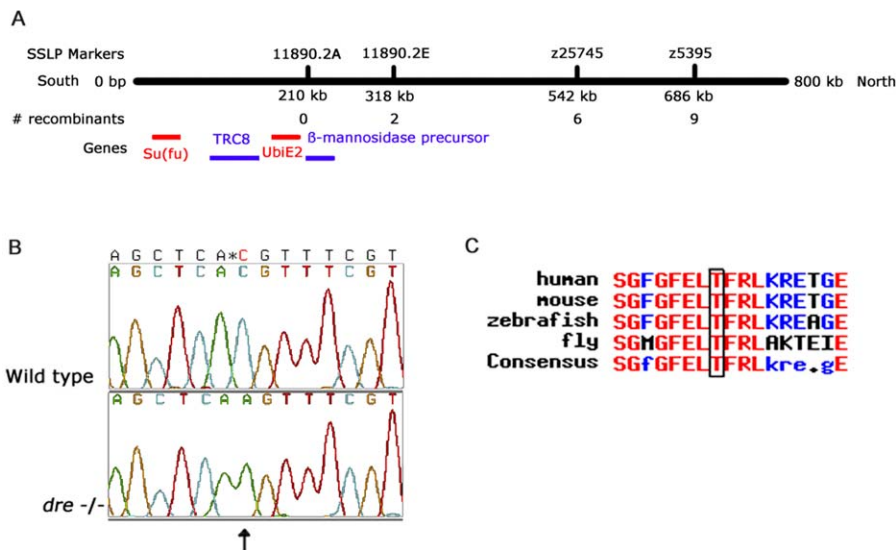 A
SSLP Markers 11890.2A 11890.2E z25745 z5395
South 0 bp 800 kb North
210 kb 318 kb 542 kb 686 kb
# recombinants 0 2 6 9
Genes TRC8 β-mannosidase precursor
Su(fu) UbiE2
B
A G C T C A * C G T T T C G T
A G C T C A C G T T T C G T
Wild type
A G C T C A A G T T T C G T
dre -/-
C
human SGFGFELTFRLKRETGE
mouse SGFGFELTFRLKRETGE
zebrafish SGFGFELTFRLKREAGE
fly SGMGFELTFRLAKTEIE
Consensus SGfGFELTFRLkre.gE